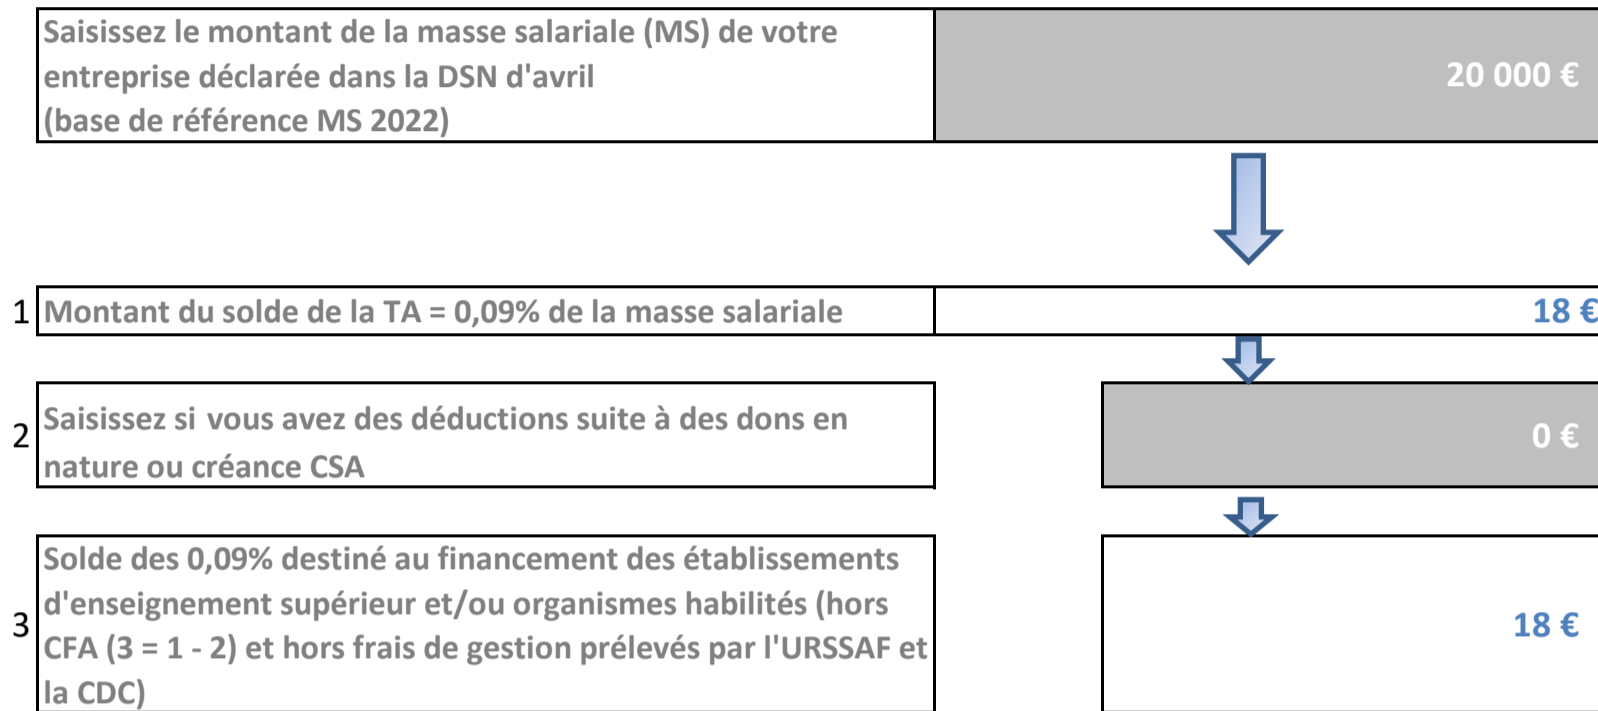 Saisissez le montant de la masse salariale (MS) de votre
entreprise déclarée dans la DSN d'avril
(base de référence MS 2022)
20 000 €
1 Montant du solde de la TA = 0,09% de la masse salariale
18 €
2 Saisissez si vous avez des déductions suite à des dons en
nature ou créance CSA
0 €
3 Solde des 0,09% destiné au financement des établissements
d'enseignement supérieur et/ou organismes habilités (hors
CFA (3 = 1 - 2) et hors frais de gestion prélevés par l'URSSAF et
la CDC)
18 €